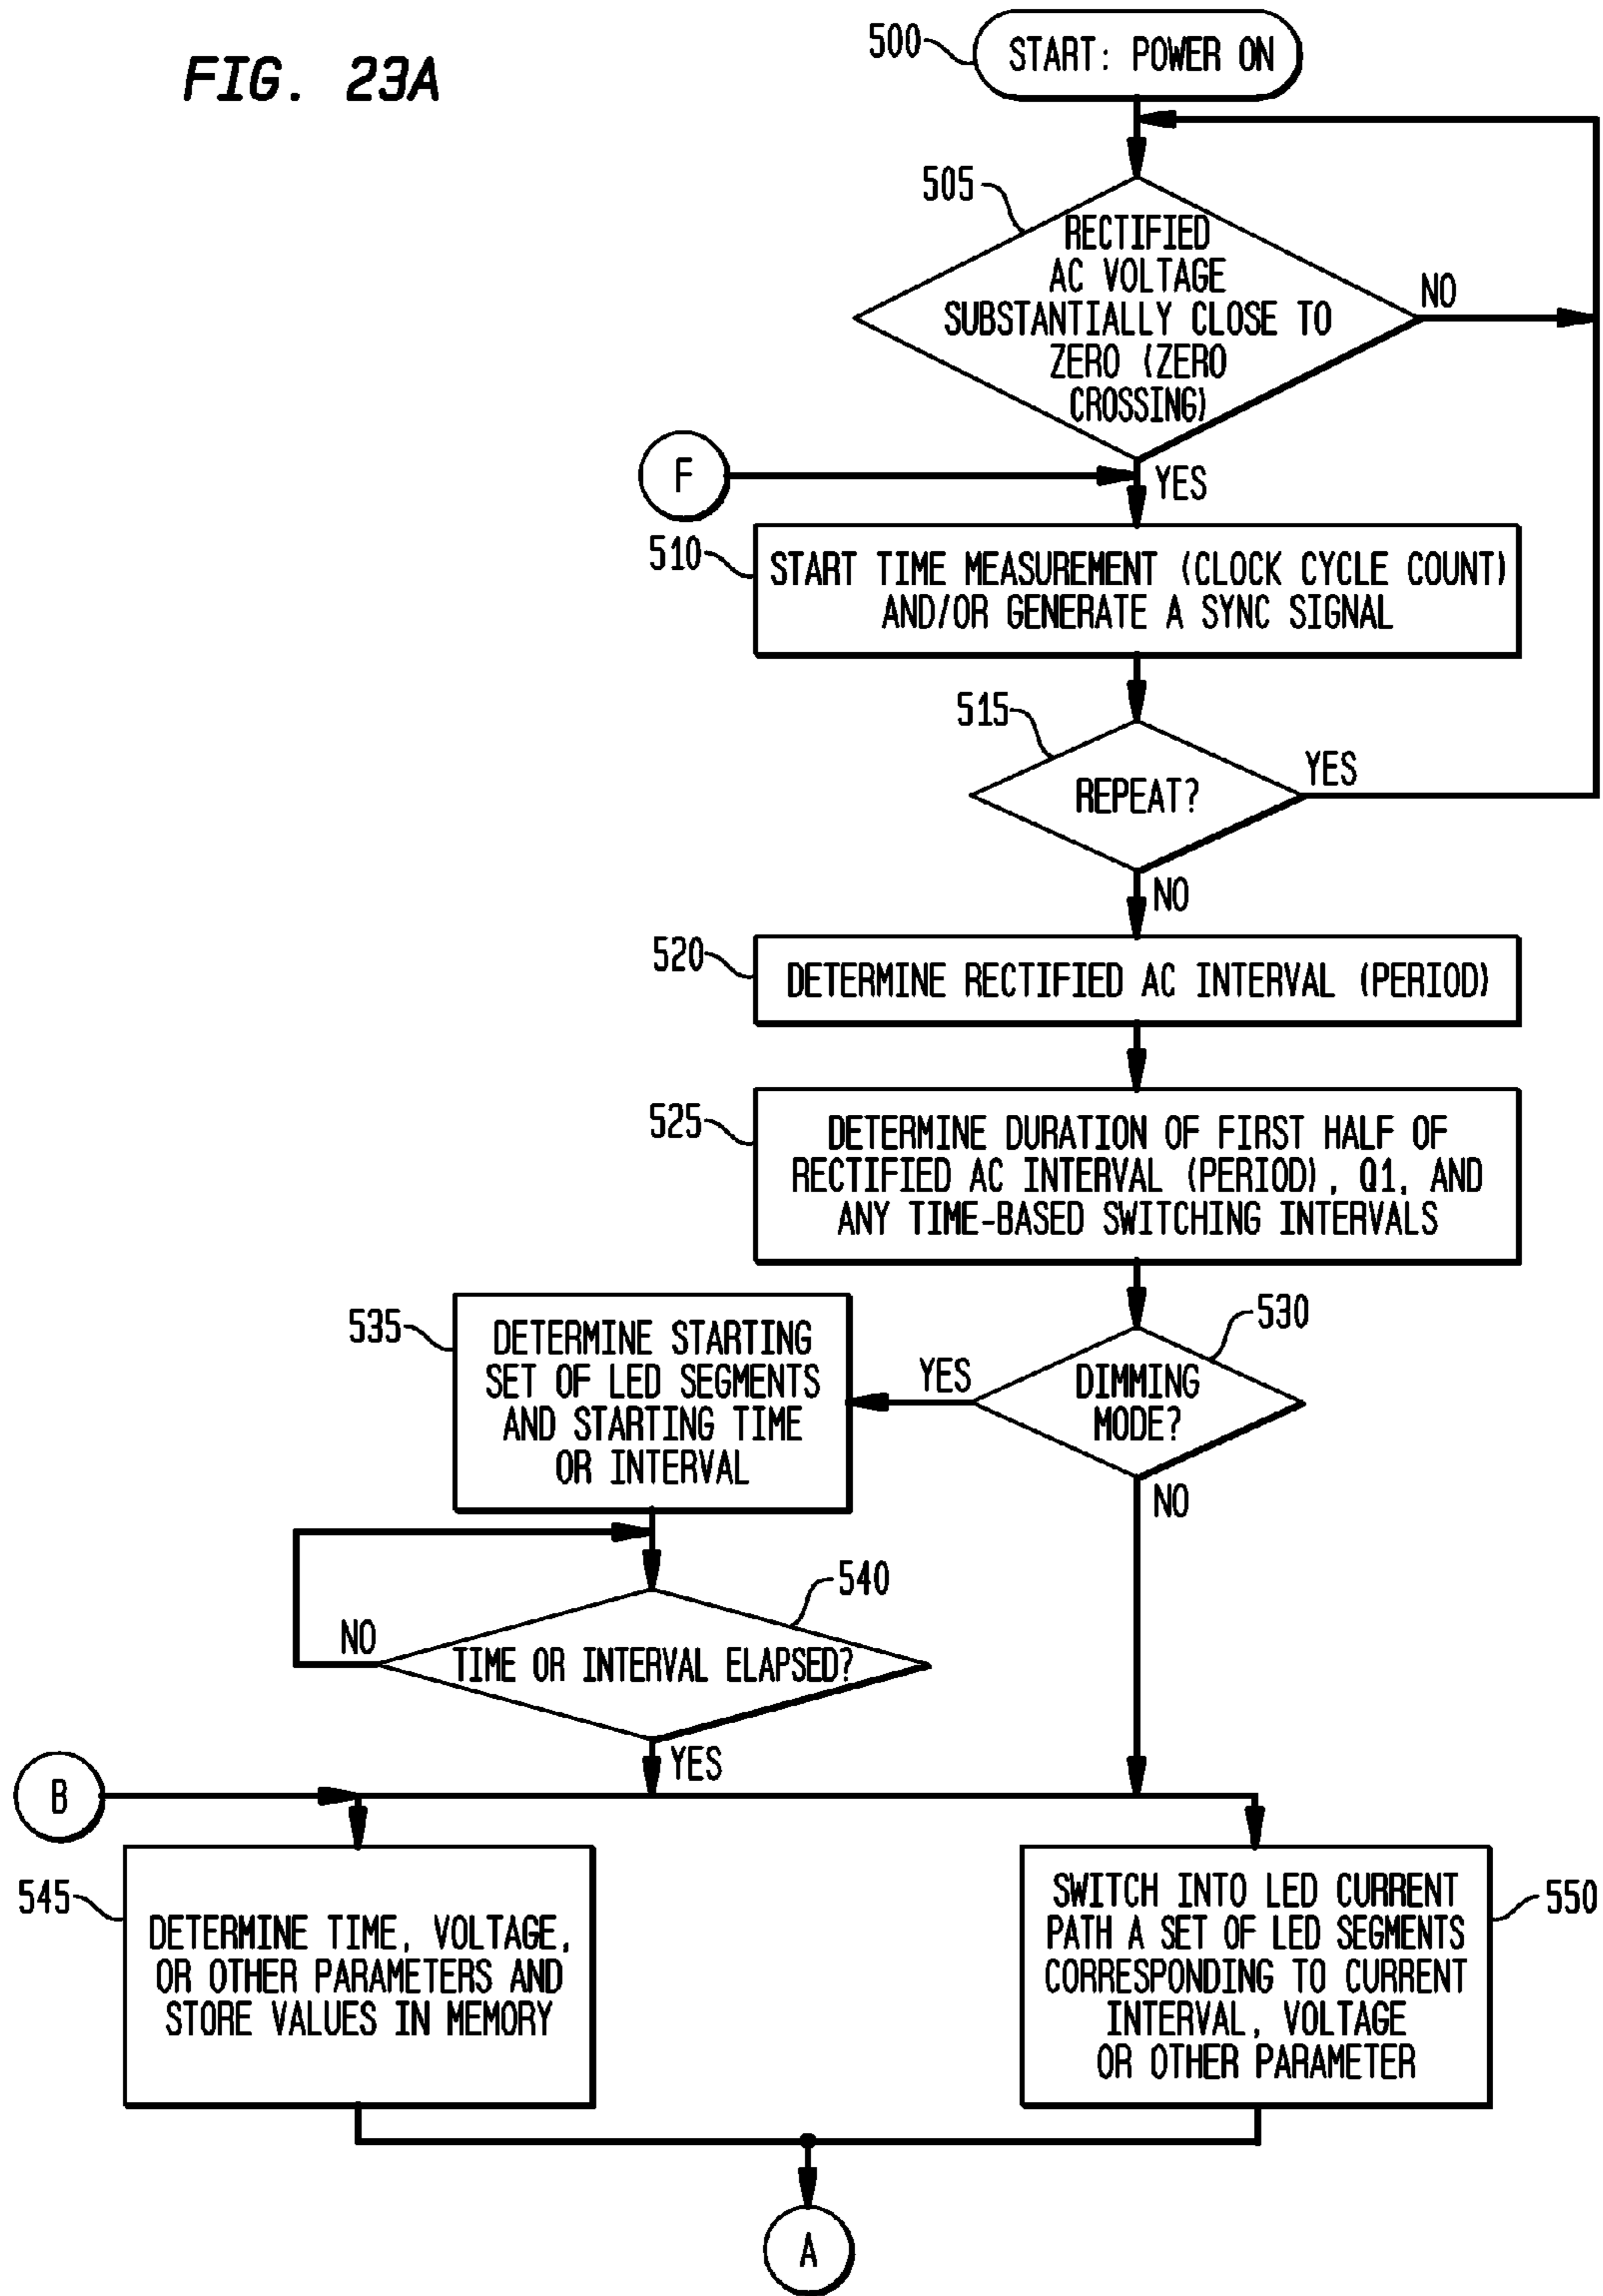 FIG. 23A
500
START: POWER ON
505
RECTIFIED
AC VOLTAGE
SUBSTANTIALLY CLOSE TO
ZERO (ZERO
CROSSING)
NO
F
YES
510
START TIME MEASUREMENT (CLOCK CYCLE COUNT)
AND/OR GENERATE A SYNC SIGNAL
515
REPEAT?
YES
NO
520
DETERMINE RECTIFIED AC INTERVAL (PERIOD)
525
DETERMINE DURATION OF FIRST HALF OF
RECTIFIED AC INTERVAL (PERIOD), Q1, AND
ANY TIME-BASED SWITCHING INTERVALS
530
DIMMING
MODE?
YES
NO
535
DETERMINE STARTING
SET OF LED SEGMENTS
AND STARTING TIME
OR INTERVAL
540
TIME OR INTERVAL ELAPSED?
NO
YES
B
545
DETERMINE TIME, VOLTAGE,
OR OTHER PARAMETERS AND
STORE VALUES IN MEMORY
550
SWITCH INTO LED CURRENT
PATH A SET OF LED SEGMENTS
CORRESPONDING TO CURRENT
INTERVAL, VOLTAGE
OR OTHER PARAMETER
A